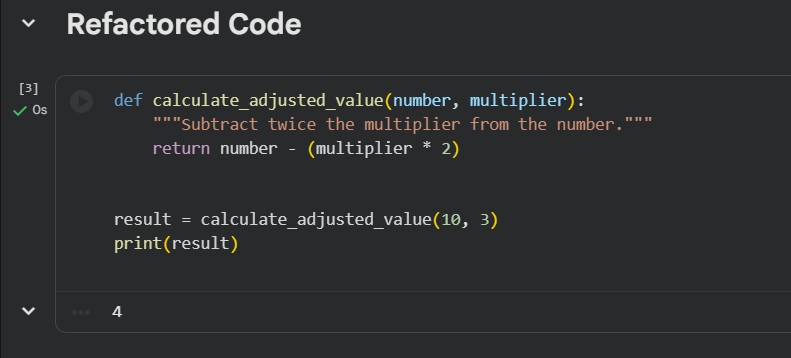 Refactored Code
[3]
0s
def calculate_adjusted_value(number, multiplier):
    """Subtract twice the multiplier from the number."""
    return number - (multiplier * 2)
result = calculate_adjusted_value(10, 3)
print(result)
4